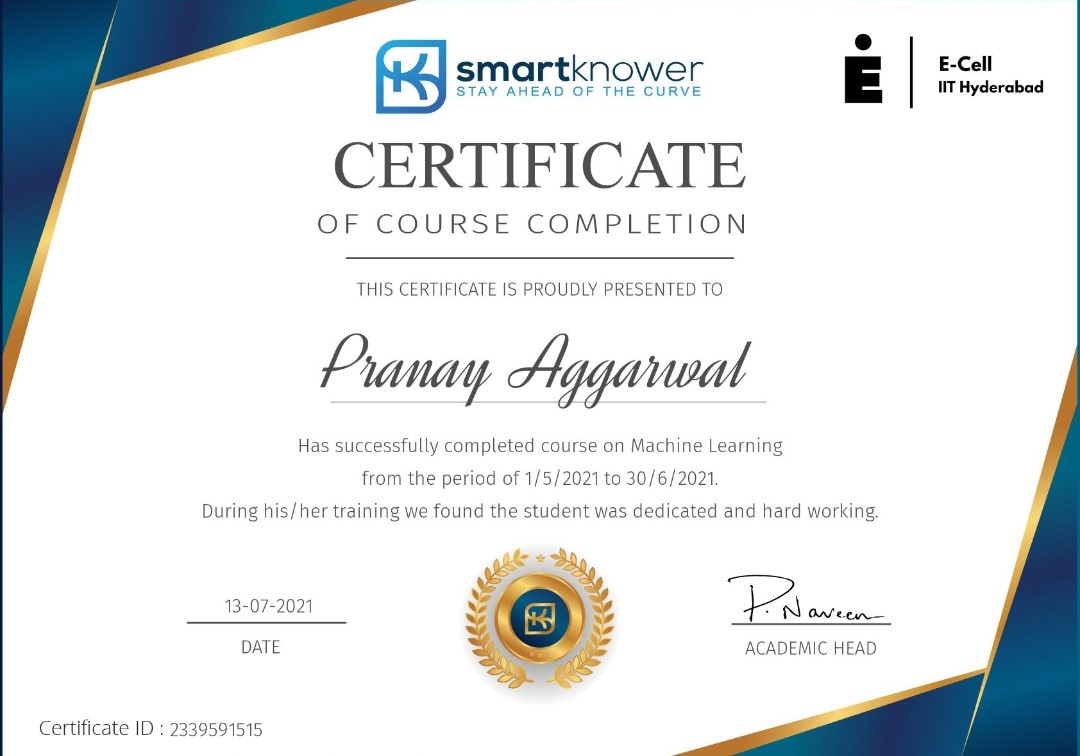 smartknower
STAY AHEAD OF THE CURVE
E-Cell
IIT Hyderabad
CERTIFICATE
OF COURSE COMPLETION
THIS CERTIFICATE IS PROUDLY PRESENTED TO
Pranay Aggarwal
Has successfully completed course on Machine Learning
from the period of 1/5/2021 to 30/6/2021.
During his/her training we found the student was dedicated and hard working.
13-07-2021
DATE
P. Naveen
ACADEMIC HEAD
Certificate ID : 2339591515